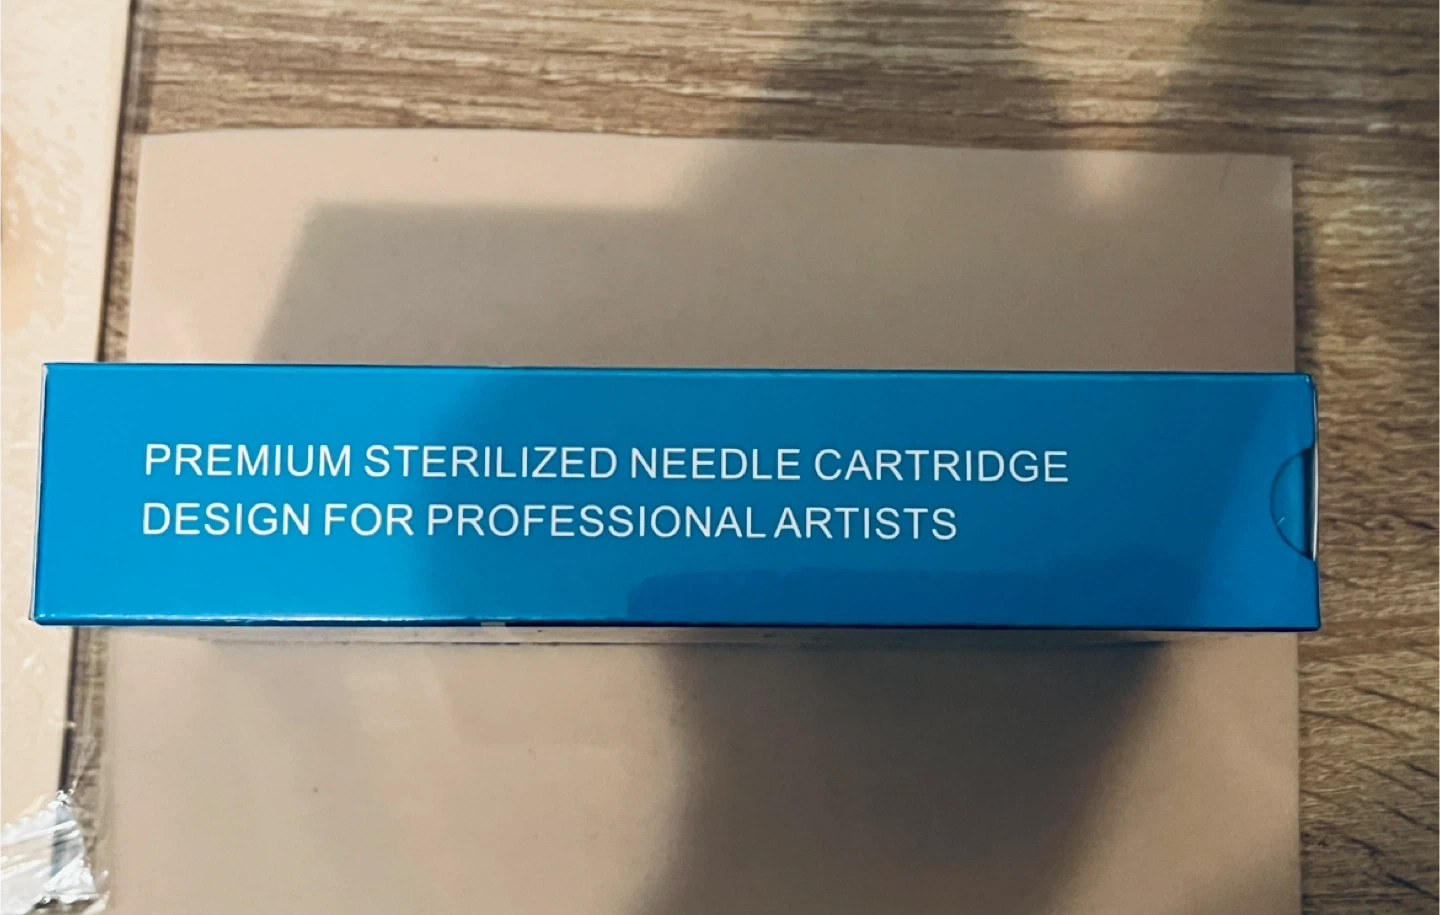 PREMIUM STERILIZED NEEDLE CARTRIDGE
DESIGN FOR PROFESSIONAL ARTISTS